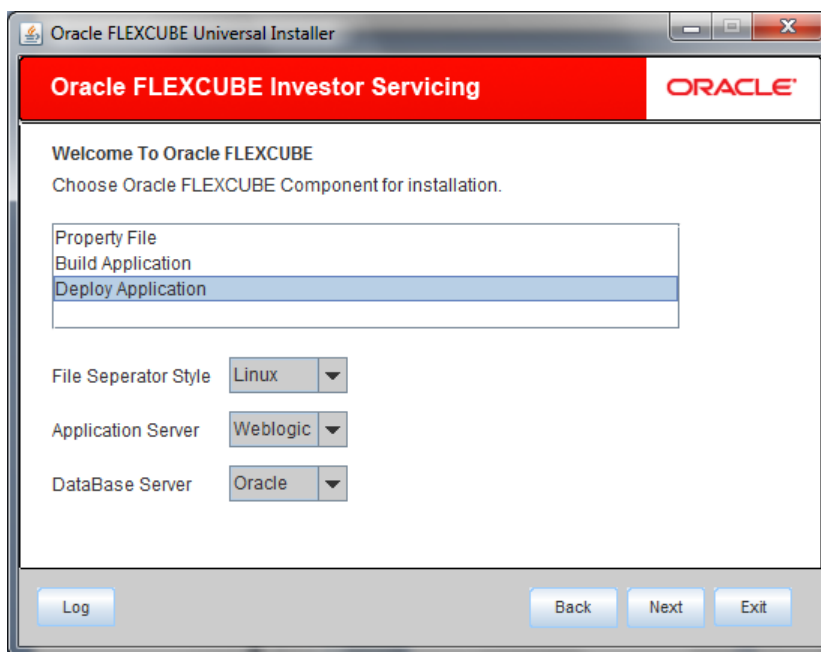 Oracle FLEXCUBE Universal Installer
Oracle FLEXCUBE Investor Servicing
ORACLE
Welcome To Oracle FLEXCUBE
Choose Oracle FLEXCUBE Component for installation.
Property File
Build Application
Deploy Application
File Seperator Style Linux
Application Server Weblogic
DataBase Server Oracle
Log Back Next Exit